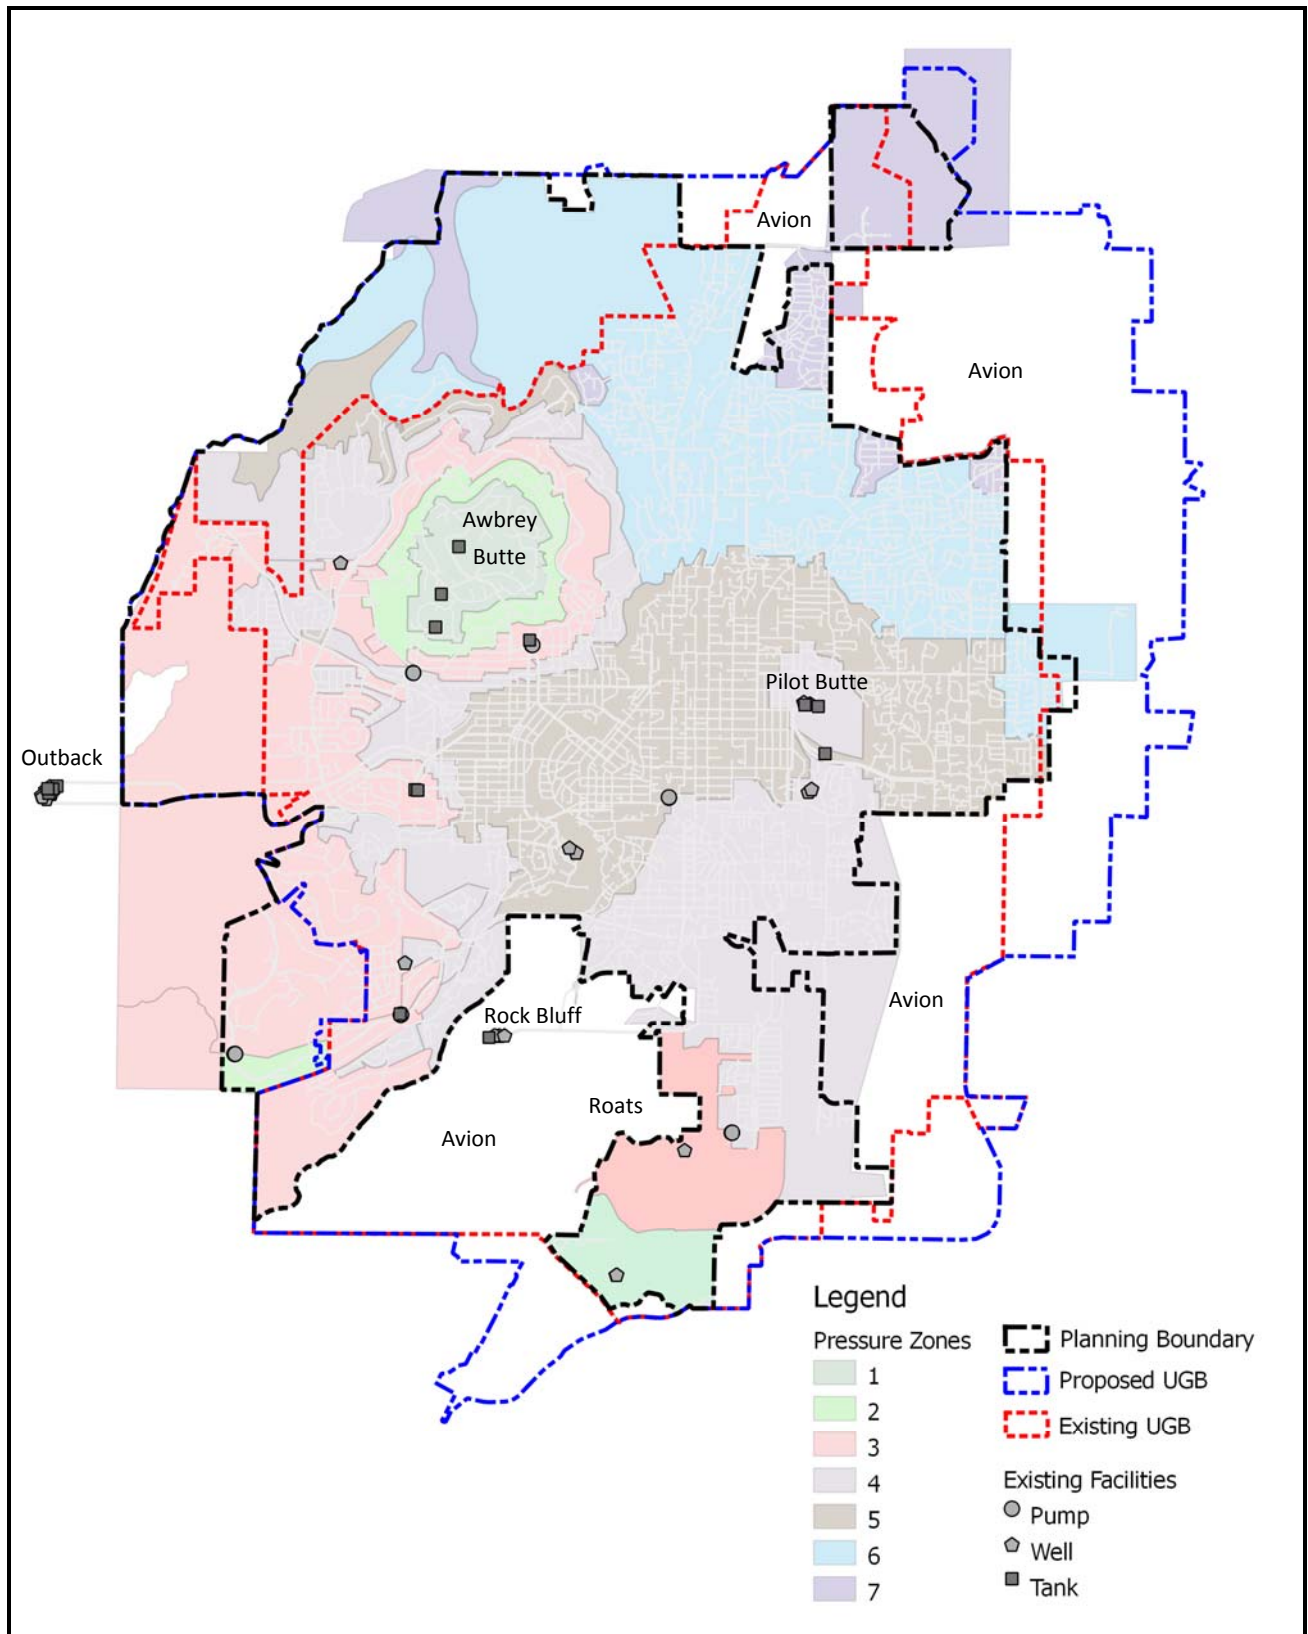 Avion
Avion
Awbrey
Butte
Pilot Butte
Outback
Avion
Rock Bluff
Roats
Avion
Legend
Pressure Zones
1
2
3
4
5
6
7
Planning Boundary
Proposed UGB
Existing UGB
Existing Facilities
Pump
Well
Tank